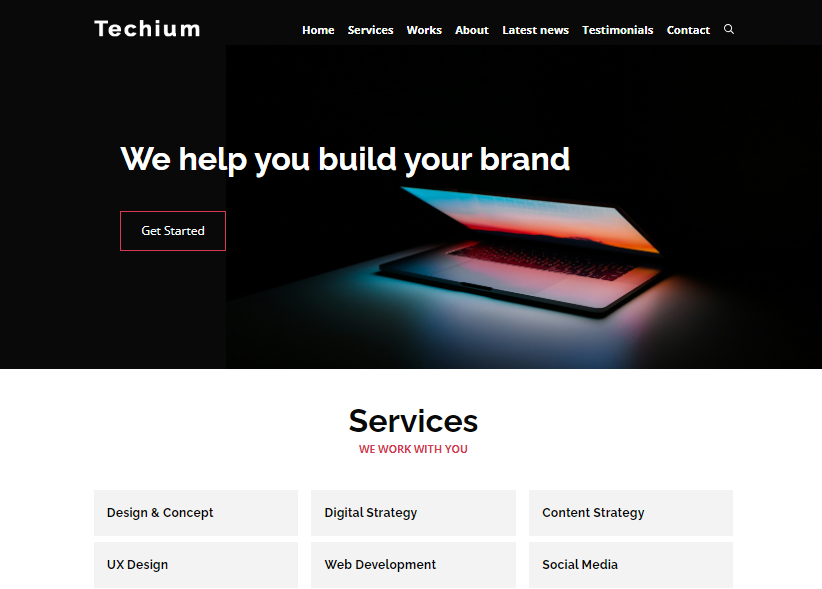 Techium
Home Services Works About Latest news Testimonials Contact
We help you build your brand
Get Started
Services
WE WORK WITH YOU
Design & Concept
Digital Strategy
Content Strategy
UX Design
Web Development
Social Media